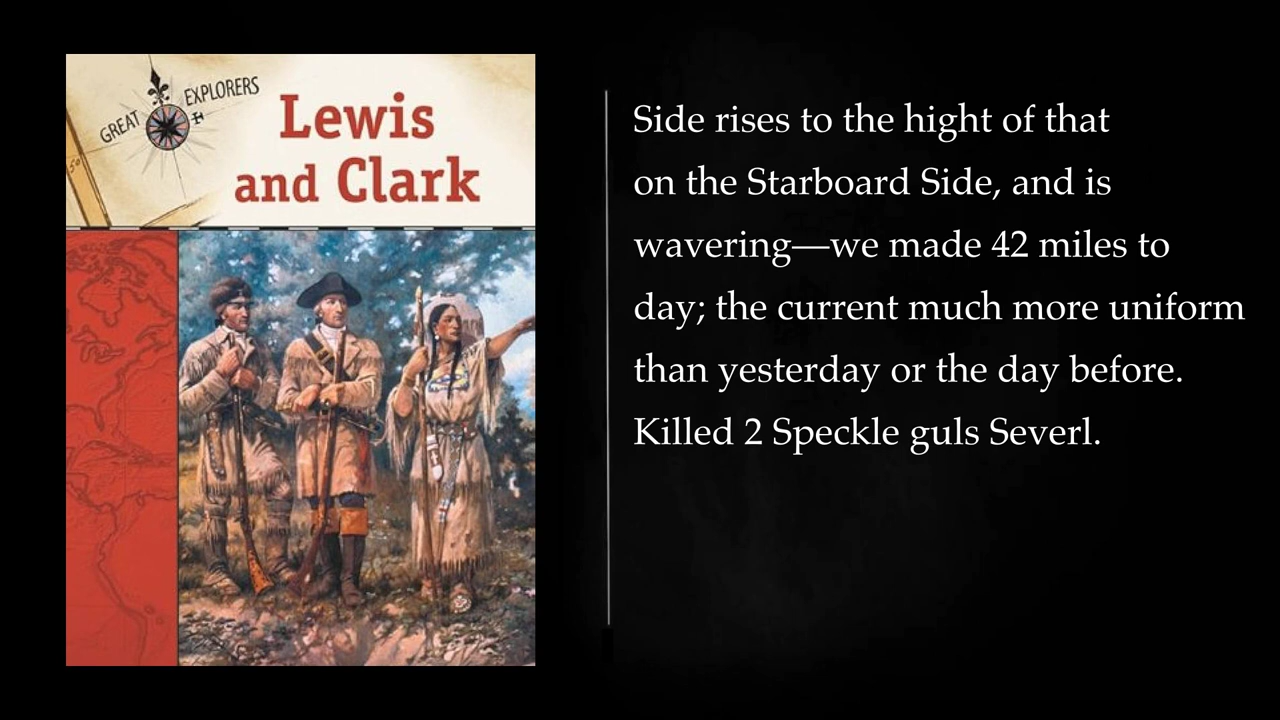 GREAT EXPLORERS
Lewis
and Clark
Side rises to the hight of that
on the Starboard Side, and is
wavering—we made 42 miles to
day; the current much more uniform
than yesterday or the day before.
Killed 2 Speckle guls Severl.